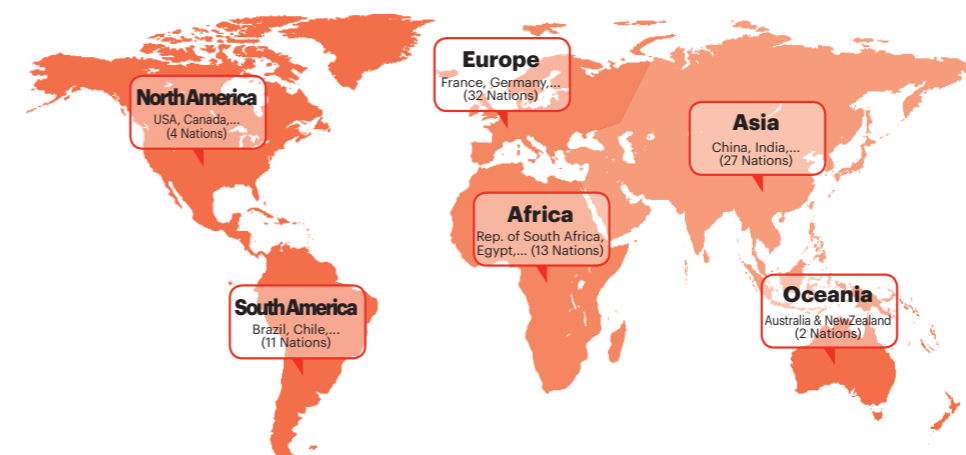 Europe
France, Germany,...
(32 Nations)
North America
USA, Canada,...
(4 Nations)
Asia
China, India,...
(27 Nations)
Africa
Rep. of South Africa,
Egypt,... (13 Nations)
South America
Brazil, Chile,...
(11 Nations)
Oceania
Australia & NewZealand
(2 Nations)